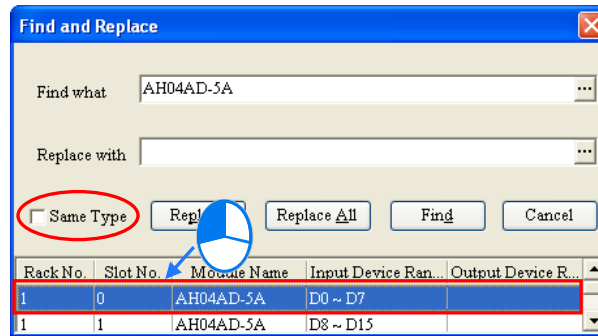 Find and Replace
Find what AH04AD-5A ...
Replace with ...
Same Type Replace All Find Cancel
Rack No. Slot No. Module Name Input Device Ran... Output Device R...
1 0 AH04AD-5A D0 ~ D7
1 1 AH04AD-5A D8 ~ D15